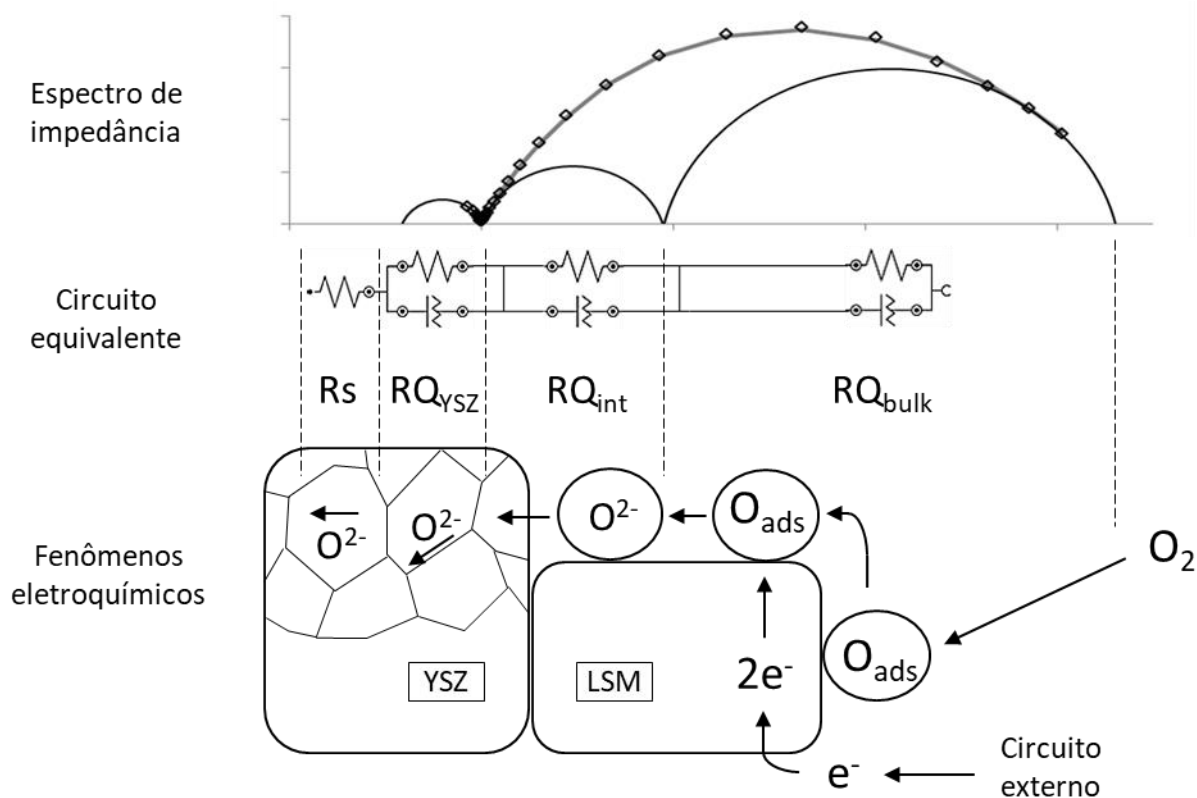 Espectro de
impedância
Circuito
equivalente
Rs
RQYSZ
RQint
RQbulk
Fenômenos
eletroquímicos
O2-
O2-
O2-
Oads
O2
Oads
YSZ
LSM
2e-
e-
Circuito
externo